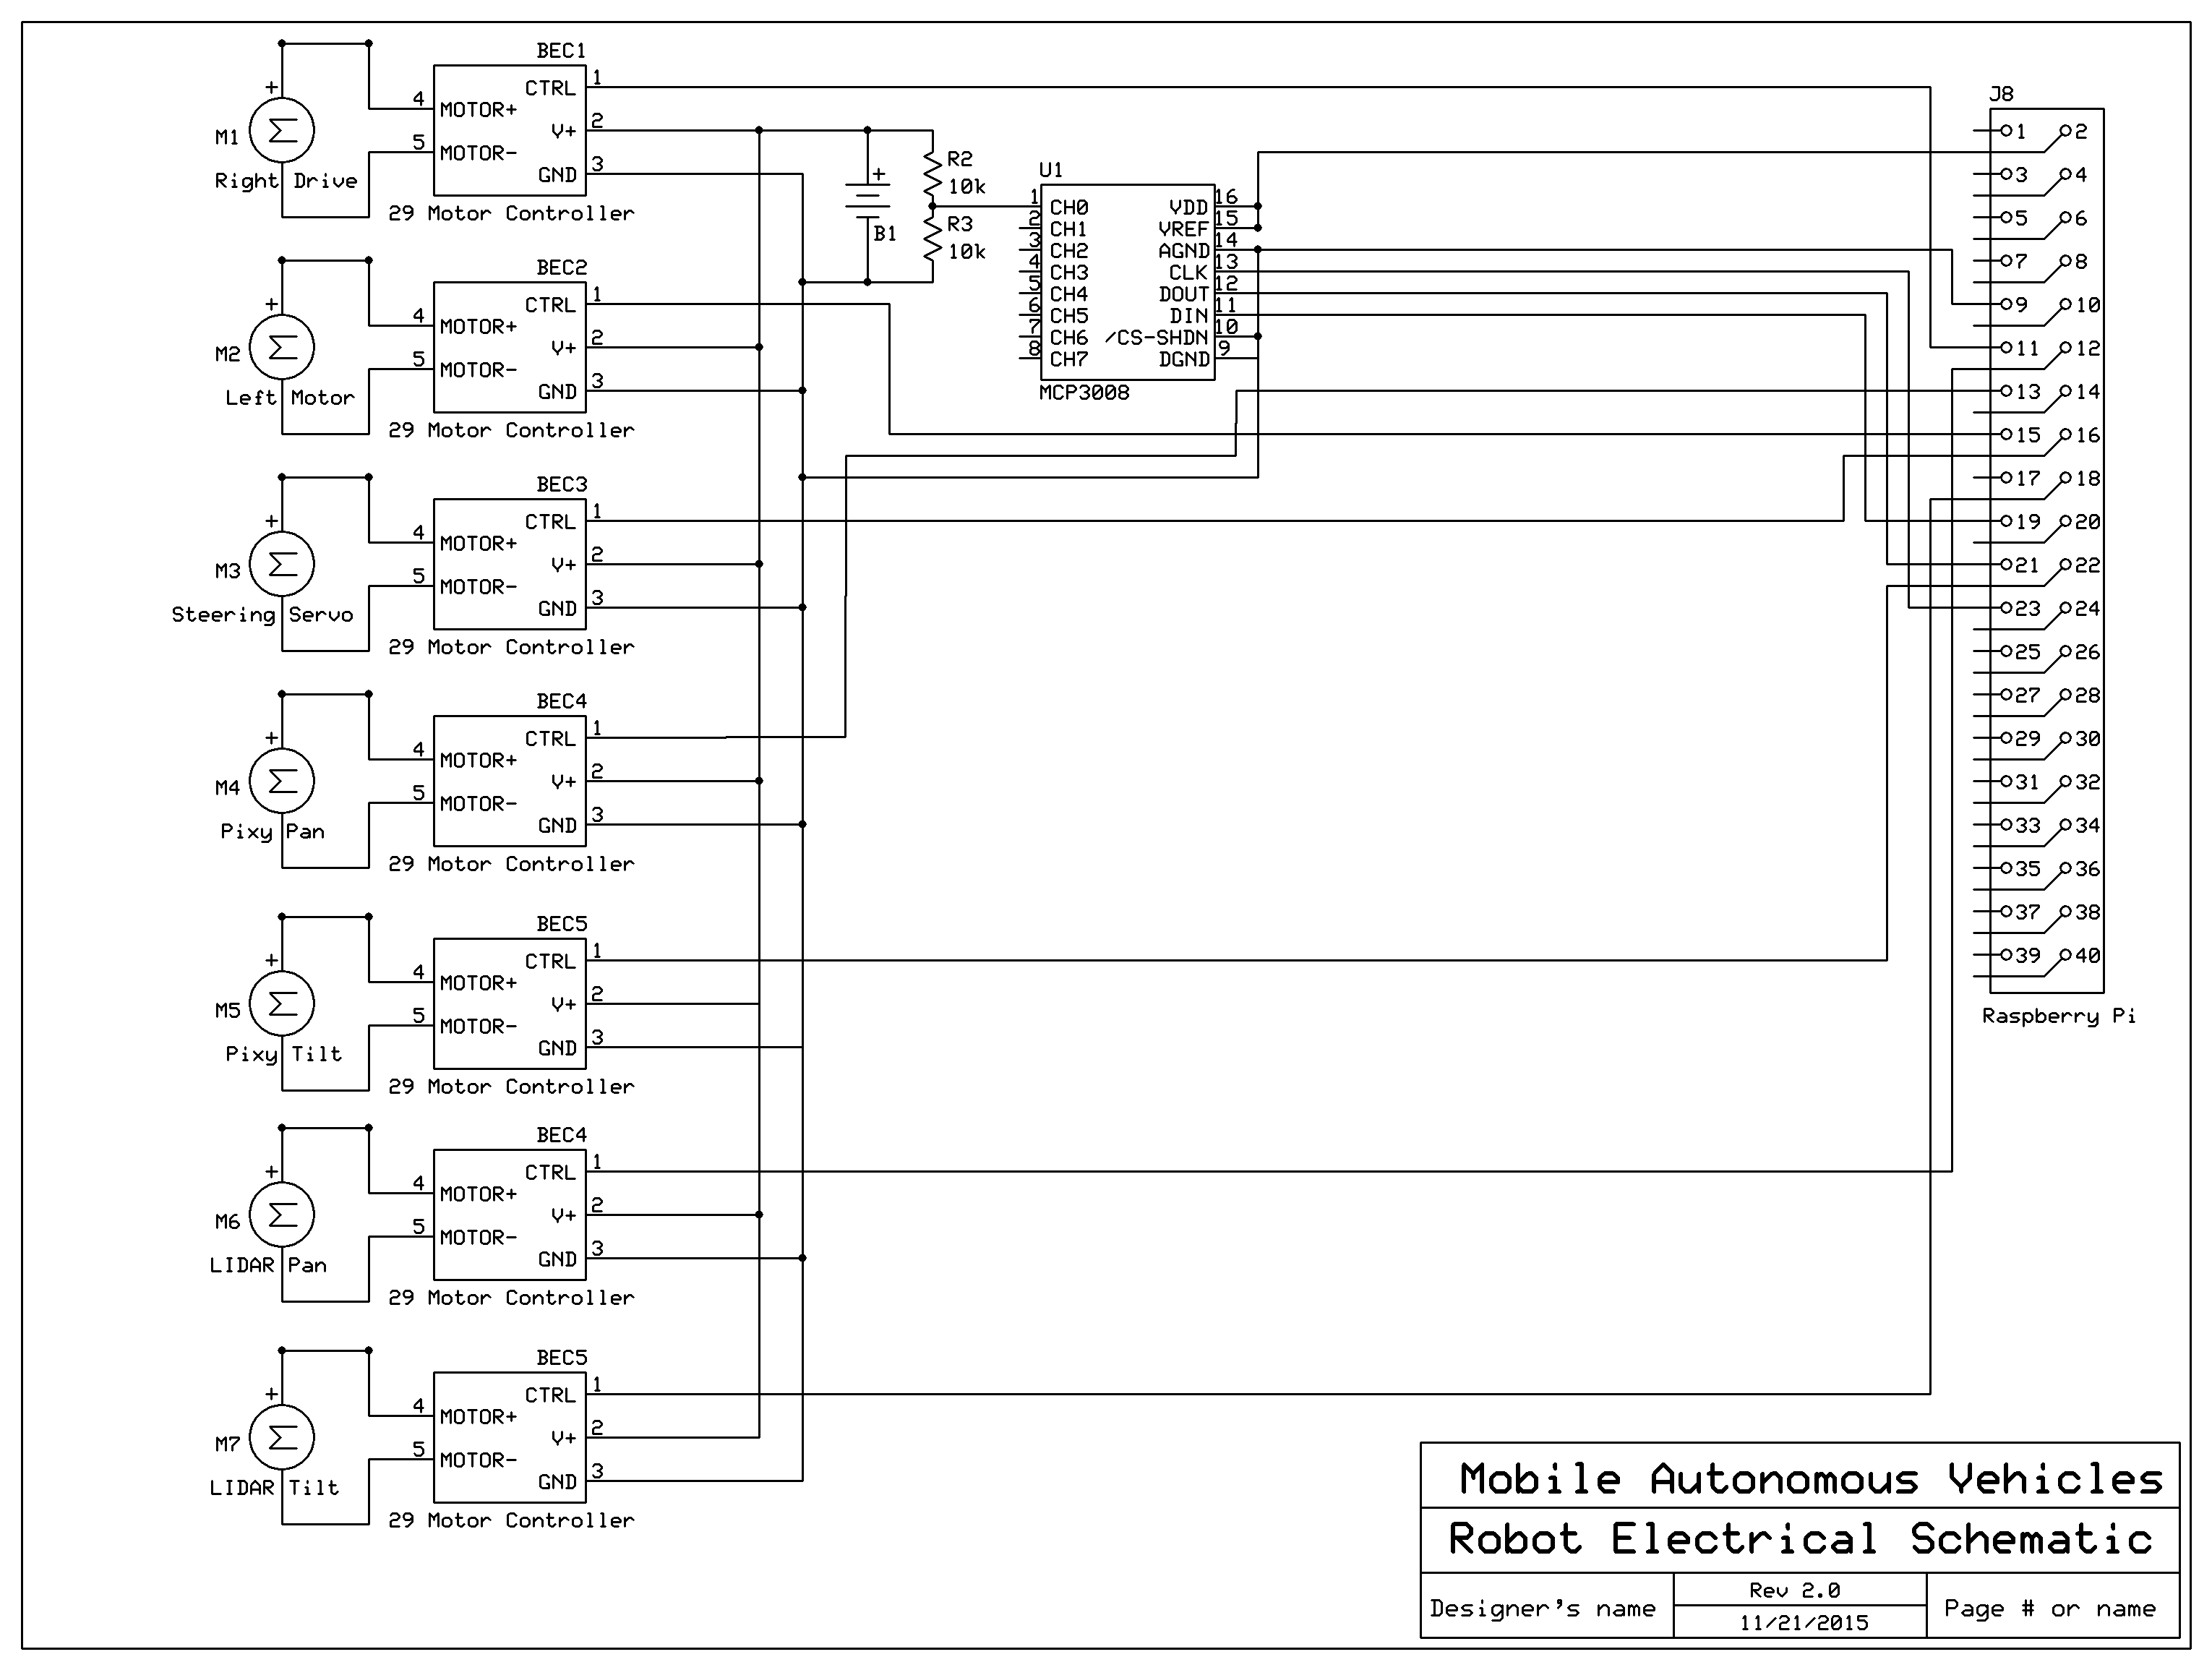 BEC1
M1
+
Right Drive
4 MOTOR+
5 MOTOR-
CTRL 1
V+ 2
GND 3
29 Motor Controller
BEC2
M2
+
Left Motor
4 MOTOR+
5 MOTOR-
CTRL 1
V+ 2
GND 3
29 Motor Controller
BEC3
M3
+
Steering Servo
4 MOTOR+
5 MOTOR-
CTRL 1
V+ 2
GND 3
29 Motor Controller
BEC4
M4
+
Pixy Pan
4 MOTOR+
5 MOTOR-
CTRL 1
V+ 2
GND 3
29 Motor Controller
BEC5
M5
+
Pixy Tilt
4 MOTOR+
5 MOTOR-
CTRL 1
V+ 2
GND 3
29 Motor Controller
BEC4
M6
+
LIDAR Pan
4 MOTOR+
5 MOTOR-
CTRL 1
V+ 2
GND 3
29 Motor Controller
BEC5
M7
+
LIDAR Tilt
4 MOTOR+
5 MOTOR-
CTRL 1
V+ 2
GND 3
29 Motor Controller
+
B1
R2
10k
R3
10k
U1
1 CH0 VDD 16
2 CH1 VREF 15
3 CH2 AGND 14
4 CH3 CLK 13
5 CH4 DOUT 12
6 CH5 DIN 11
7 CH6 /CS-SHDN 10
8 CH7 DGND 9
MCP3008
J8
1 2
3 4
5 6
7 8
9 10
11 12
13 14
15 16
17 18
19 20
21 22
23 24
25 26
27 28
29 30
31 32
33 34
35 36
37 38
39 40
Raspberry Pi
Mobile Autonomous Vehicles
Robot Electrical Schematic
Designer's name
Rev 2.0
11/21/2015
Page # or name